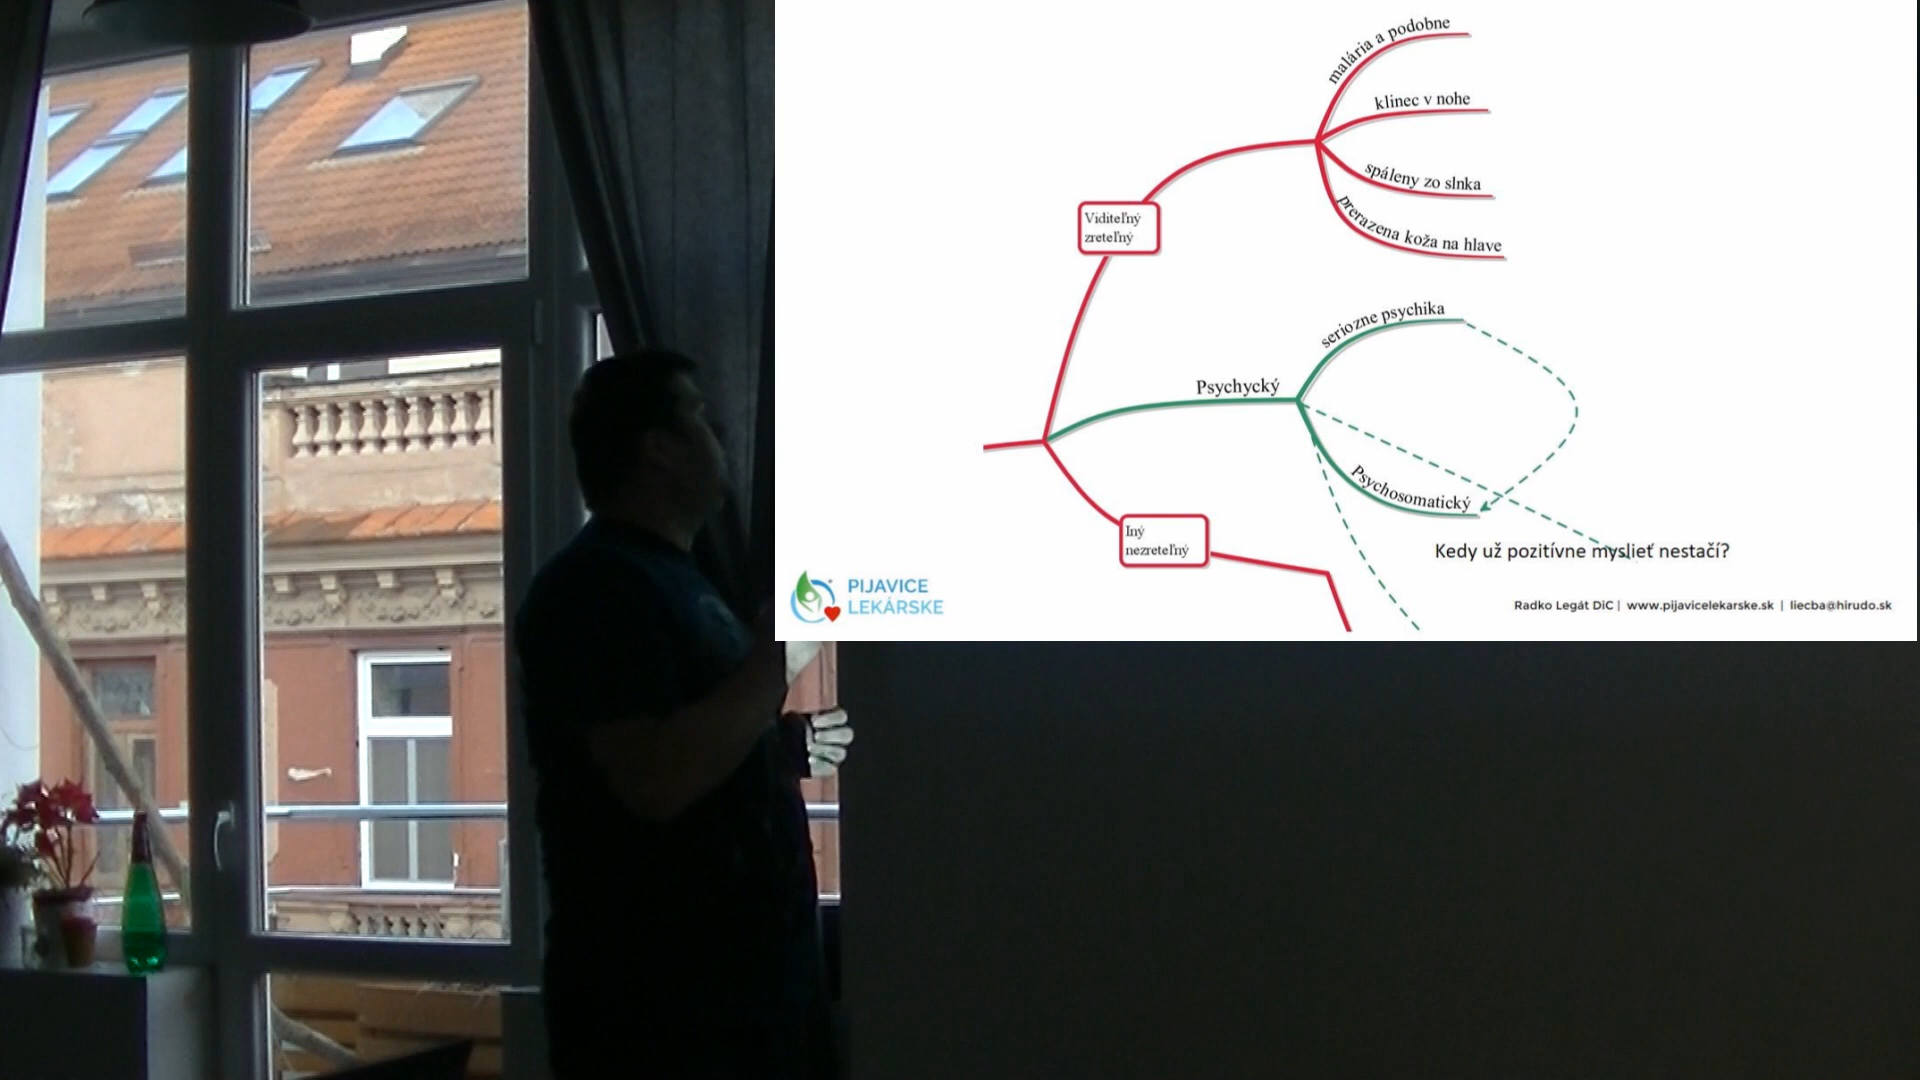 malária a podobne
klinec v nohe
spáleny zo slnka
prerazena koža na hlave
Viditeľný
zreteľný
seriozne psychika
Psychycký
Psychosomatický
Iný
nezreteľný
Kedy už pozitívne myslieť nestačí?
PIJAVICE
LEKÁRSKE
Radko Legát DiC | www.pijavicelekarske.sk | liecba@hirudo.sk